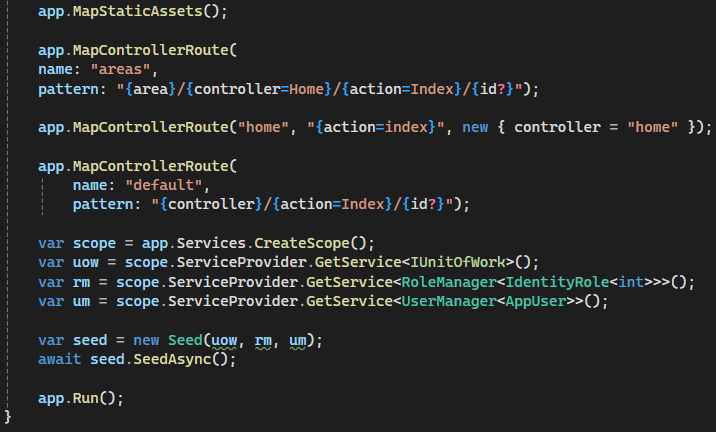 app.MapStaticAssets();
app.MapControllerRoute(
name: "areas",
pattern: "{area}/{controller=Home}/{action=Index}/{id?}");
app.MapControllerRoute("home", "{action=index}", new { controller = "home" });
app.MapControllerRoute(
name: "default",
pattern: "{controller}/{action=Index}/{id?}");
var scope = app.Services.CreateScope();
var uow = scope.ServiceProvider.GetService<IUnitOfWork>();
var rm = scope.ServiceProvider.GetService<RoleManager<IdentityRole<int>>>();
var um = scope.ServiceProvider.GetService<UserManager<AppUser>>();
var seed = new Seed(uow, rm, um);
await seed.SeedAsync();
app.Run();
}